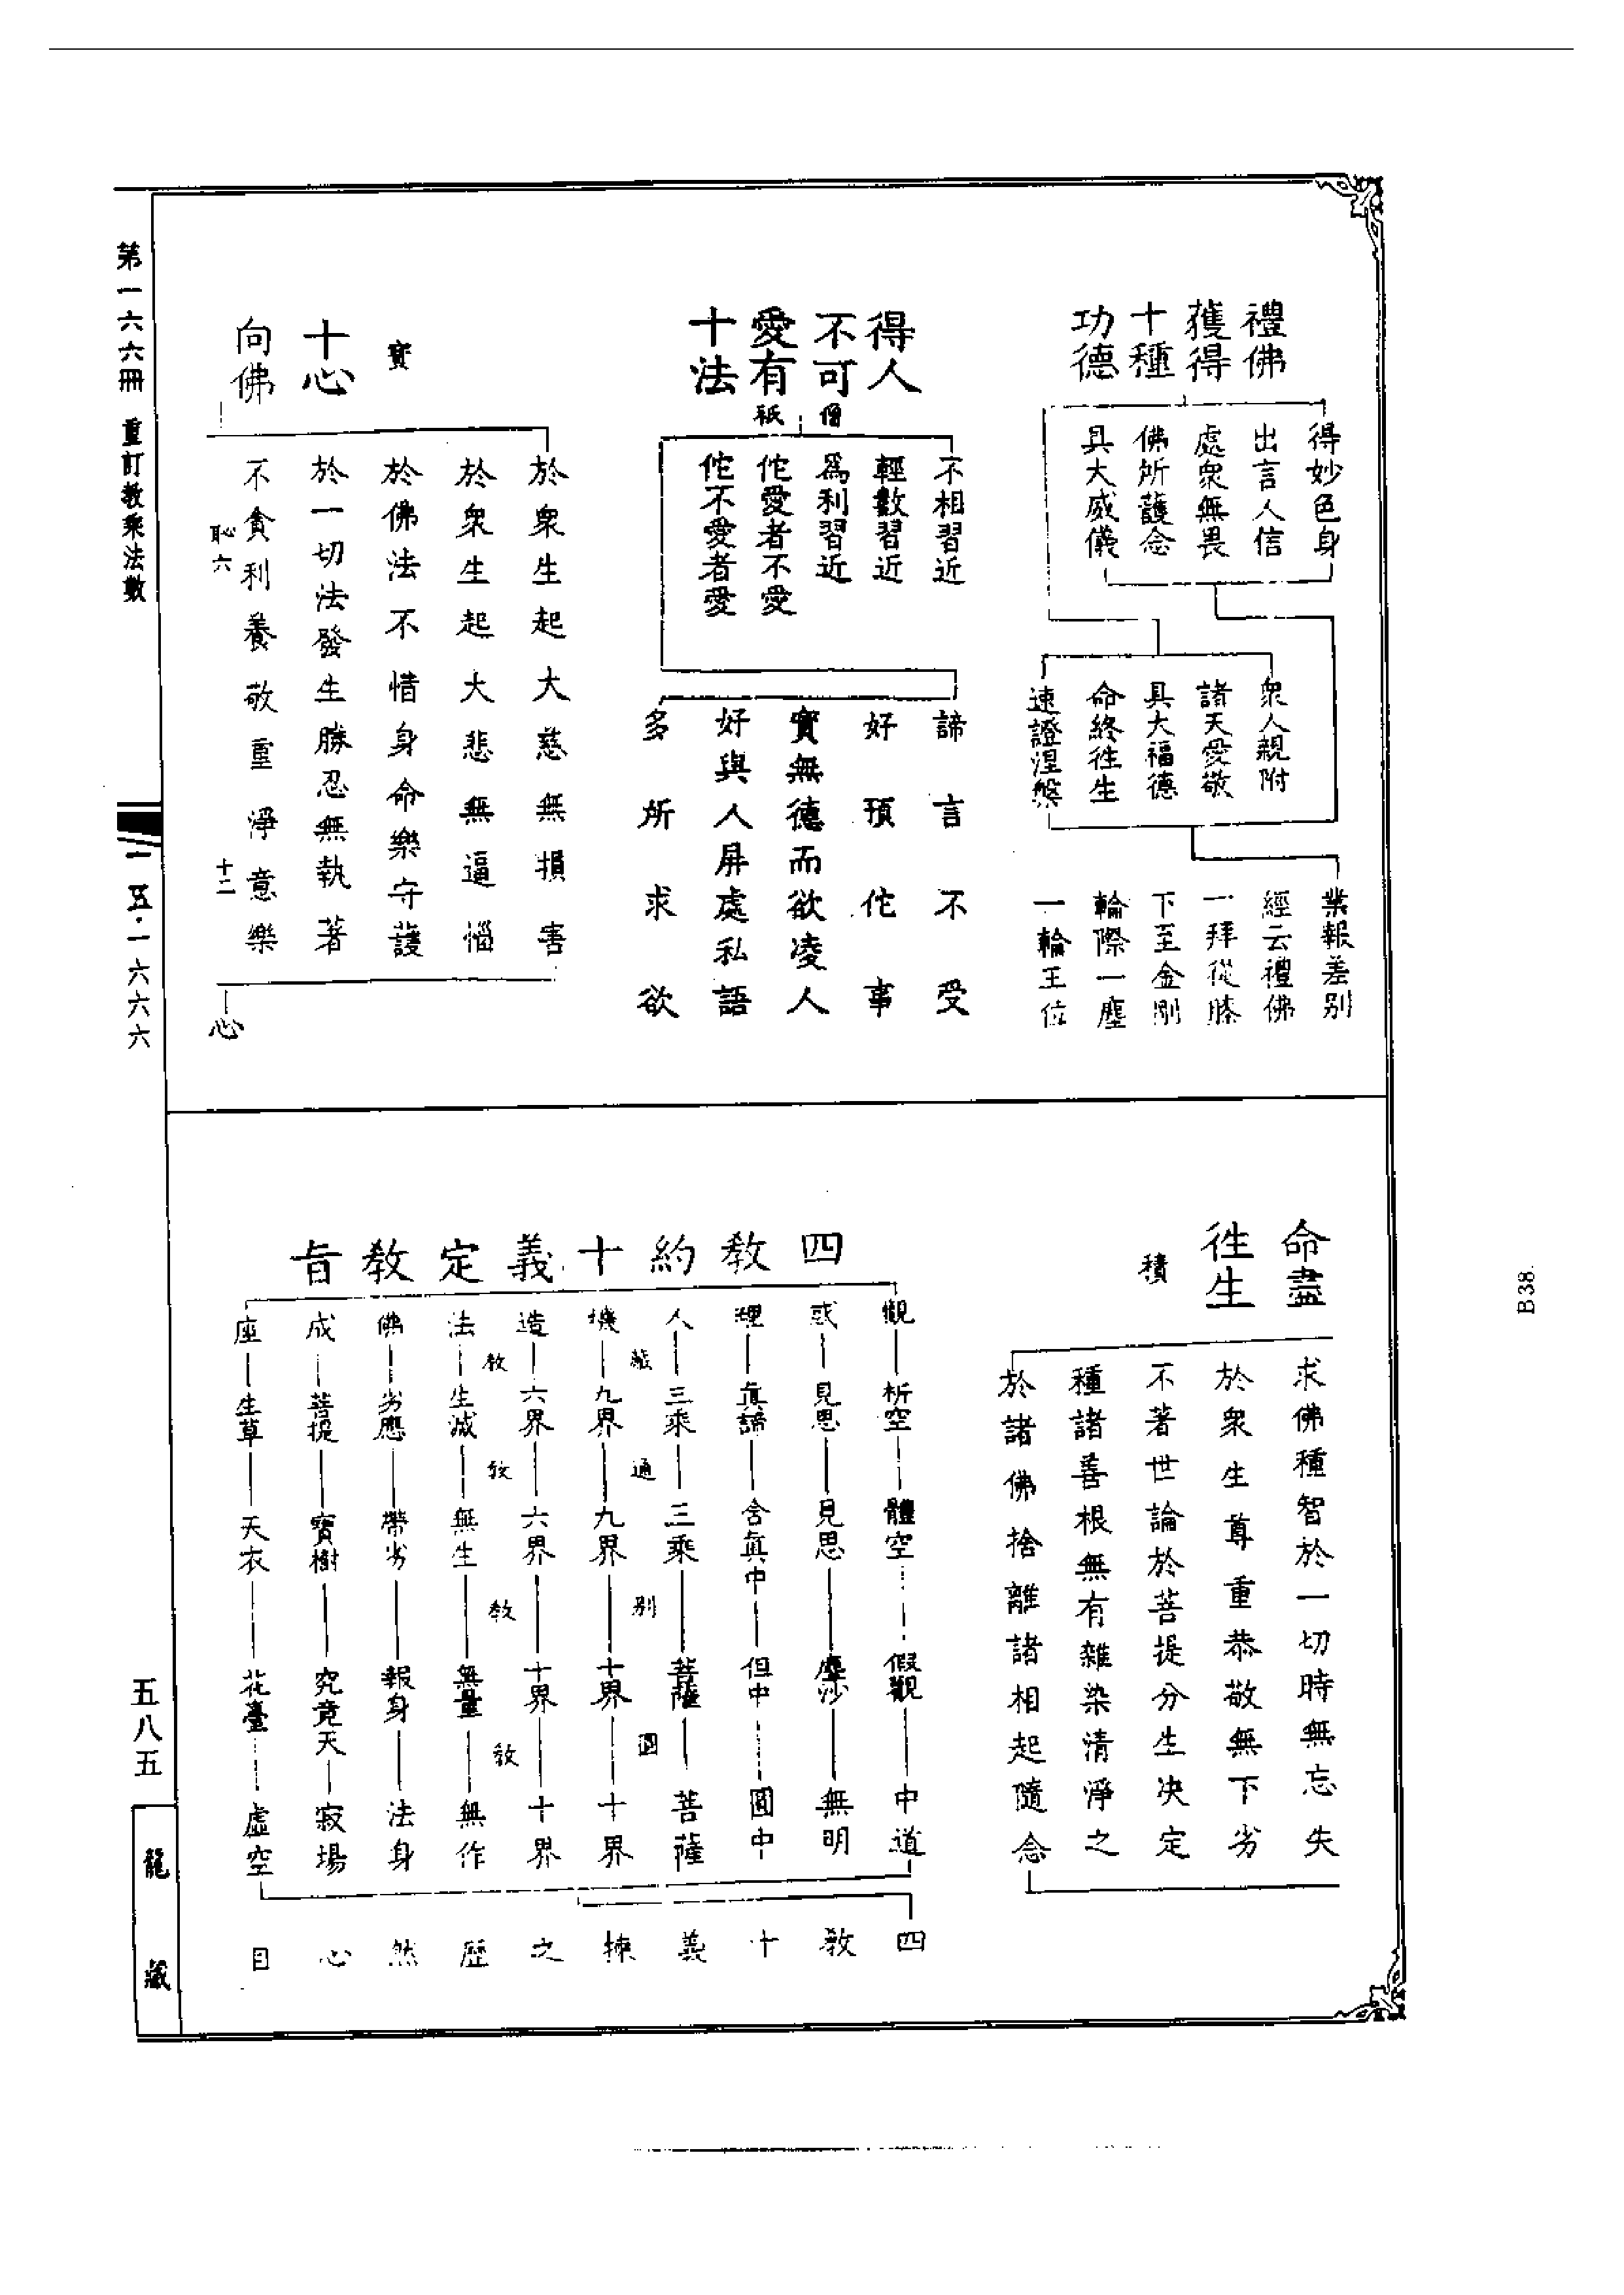 禮佛
獲得
十種
功德
得妙色身
出言人信
處衆無畏
佛所護念
具大威儀
衆人親附
諸天愛敬
具大福德
命終徃生
速證涅槃
業報差别
經云禮佛
一拜從膝
下至金剛
輪際一塵
一輪王位
得人
不可
愛有
十法
僧
祇
不相習近
輕數習近
爲利習近
佗愛者不愛
佗不愛者愛
諦言不受
好預佗事
實無德而欲凌人
好與人屏處私語
多所求欲
寳
十心
向佛
於衆生起大慈無損害
於衆生起大悲無逼惱
於佛法不惜身命樂守護
於一切法發生勝忍無執著
不貪利養敬重淨意樂
恥六
十二
心
命盡
徃生
積
求佛種智於一切時無忘失
於衆生尊重恭敬無下劣
不著世論於菩提分生决定
種諸善根無有雜染清淨之
於諸佛捨離諸相起隨念
四教約十義定教旨
觀 析空 體空 假觀 中道
惑 見思 見思 塵沙 無明
理 眞諦 含眞中 但中 圓中
人 三乘 三乘 菩薩 菩薩
藏 通 别 圓
機 九界 九界 十界 十界
造 六界 六界 十界 十界
教 教 教 教
法 生滅 無生 無量 無作
佛 劣應 帶劣 報身 法身
成 菩提 寶樹 究竟天 寂場
座 生草 天衣 花臺 虛空
四教十義揀之歷然心目
第一六六冊 重訂教乘法數
一五·一六六六
五八五
龍藏
B38.